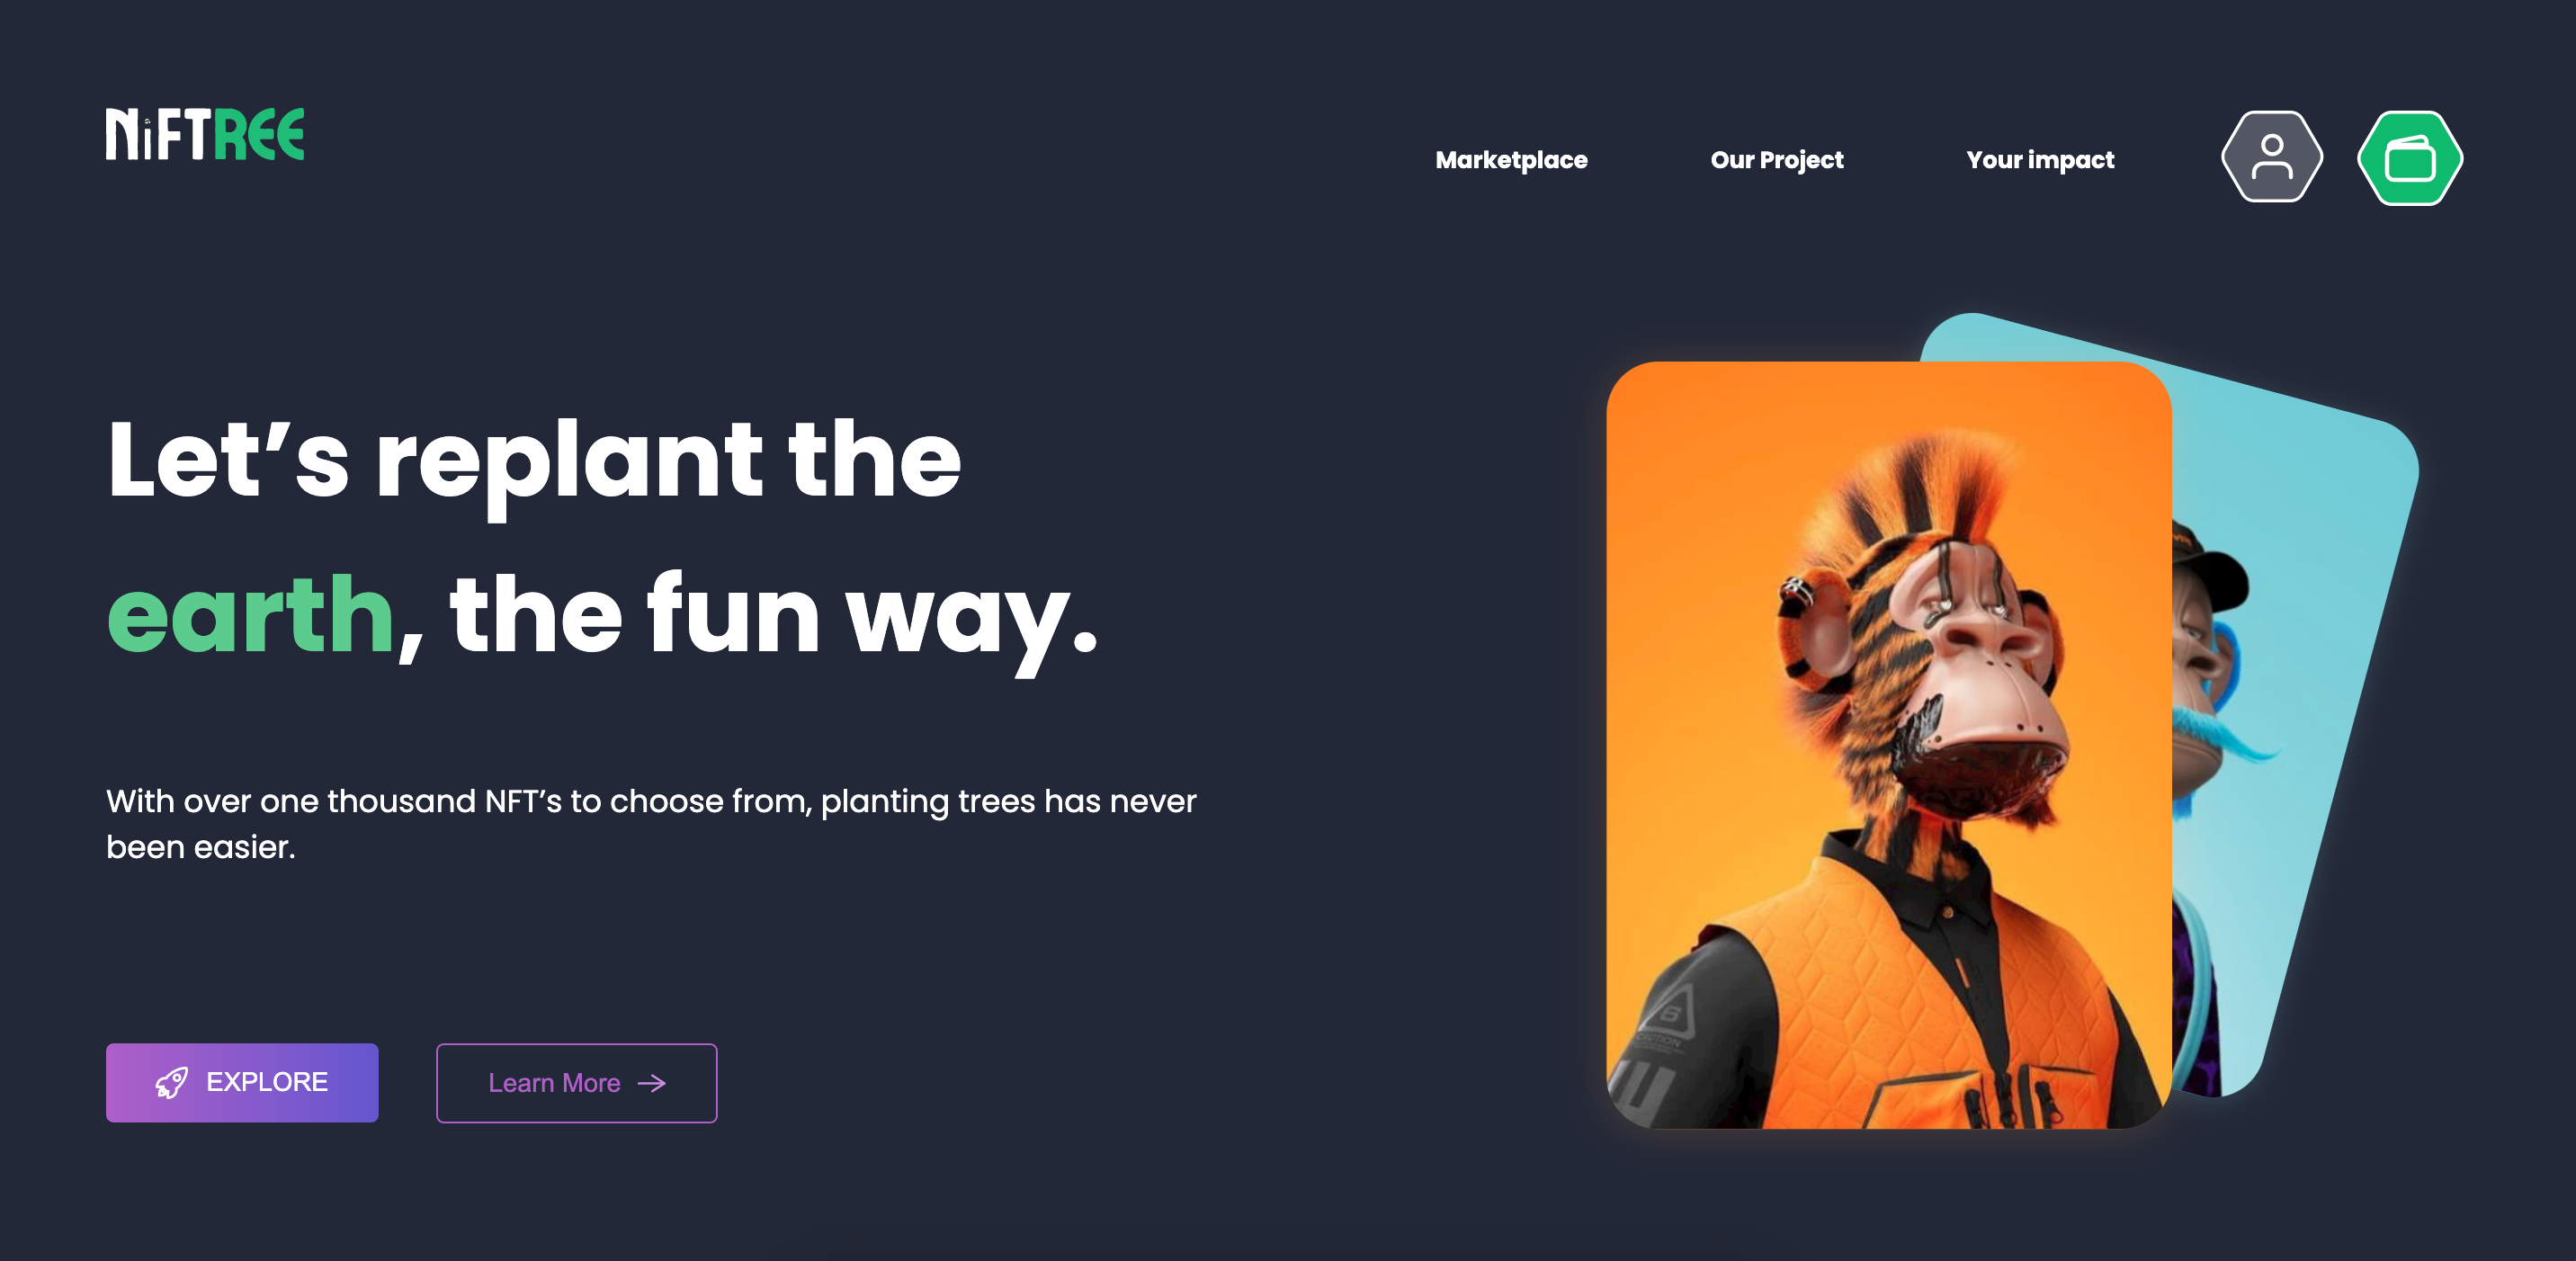 NiFTREE
Marketplace
Our Project
Your impact
Let’s replant the
earth, the fun way.
With over one thousand NFT’s to choose from, planting trees has never
been easier.
EXPLORE
Learn More
6